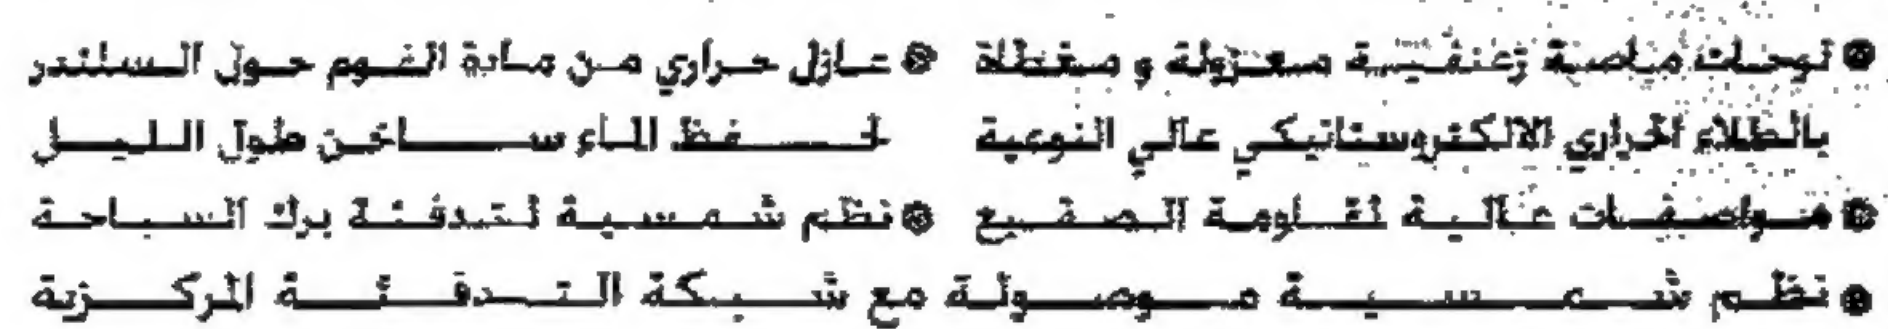 ● لوحات ماصة زعنفية معزولة و مغطاة
بالطلاء الحراري الالكتروستاتيكي عالي النوعية
● مواصفات عالية لمقاومة الصقيع
● عازل حراري من مادة الفوم حول السلندر
لحفظ الماء ساخن طول الليل
● نظم شمسية لتدفئة برك السباحة
● نظم شمسية موصولة مع شبكة التدفئة المركزية